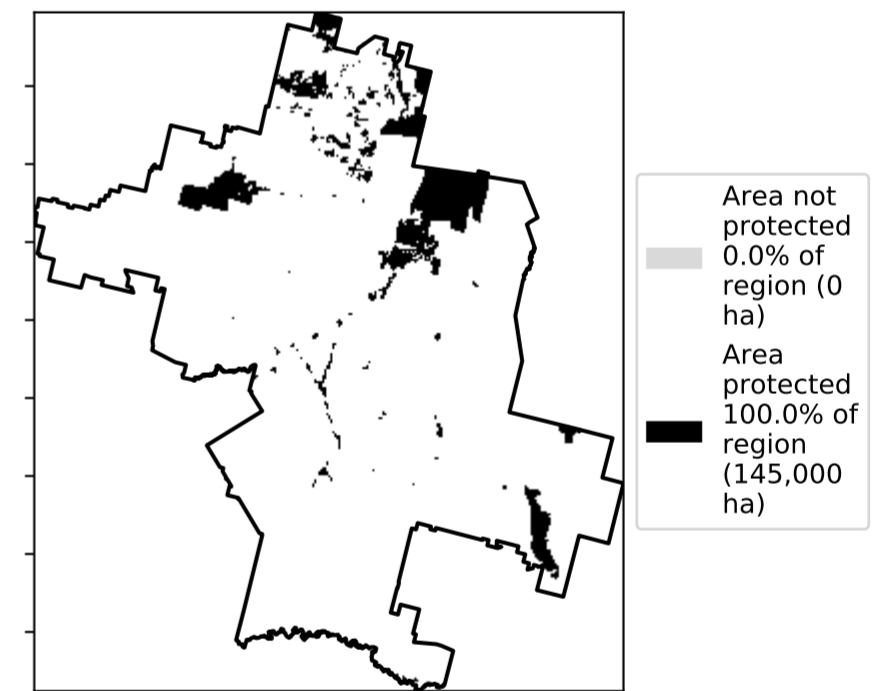 Area not
protected
0.0% of
region (0
ha)
Area
protected
100.0% of
region
(145,000
ha)